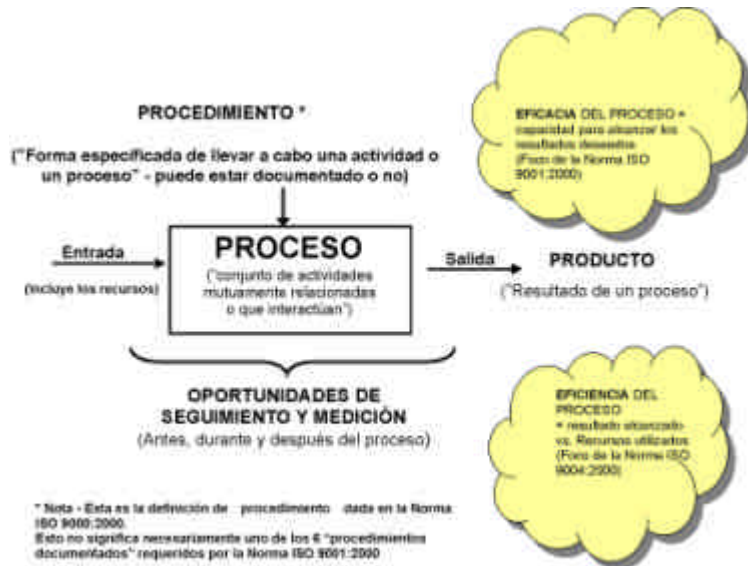 PROCEDIMIENTO *
("Forma especificada de llevar a cabo una actividad o
un proceso" - puede estar documentado o no)
Entrada
(Incluye los recursos)
PROCESO
("conjunto de actividades
mutuamente relacionadas
o que interactúan")
Salida
PRODUCTO
("Resultado de un proceso")
OPORTUNIDADES DE
SEGUIMIENTO Y MEDICIÓN
(Antes, durante y después del proceso)
EFICACIA DEL PROCESO =
capacidad para alcanzar los
resultados deseados
(Foco de la Norma ISO
9001:2000)
EFICIENCIA DEL
PROCESO
= resultado alcanzado
vs. Recursos utilizados
(Foco de la Norma ISO
9004:2000)
* Nota - Esta es la definición de procedimiento dada en la Norma
ISO 9000:2000.
Esto no significa necesariamente uno de los 6 "procedimientos
documentados" requeridos por la Norma ISO 9001:2000